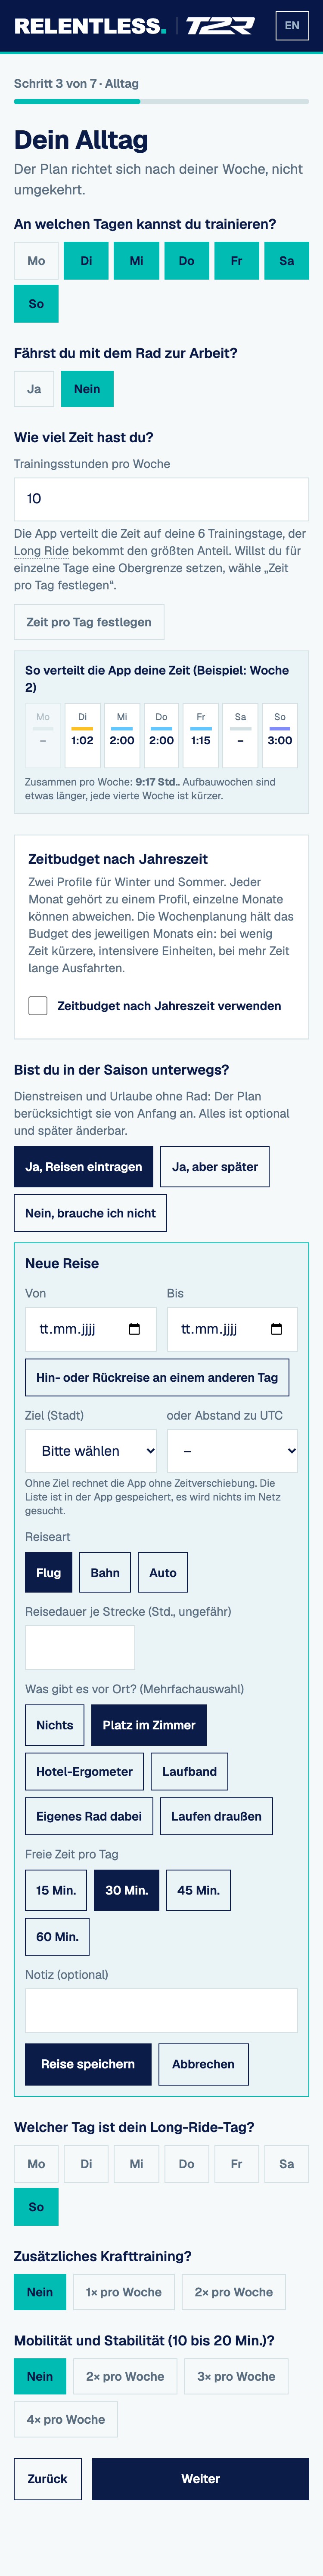 RELENTLESS. T2R EN
Schritt 3 von 7 · Alltag
Dein Alltag
Der Plan richtet sich nach deiner Woche, nicht
umgekehrt.
An welchen Tagen kannst du trainieren?
Mo Di Mi Do Fr Sa
So
Fährst du mit dem Rad zur Arbeit?
Ja Nein
Wie viel Zeit hast du?
Trainingsstunden pro Woche
10
Die App verteilt die Zeit auf deine 6 Trainingstage, der
Long Ride bekommt den größten Anteil. Willst du für
einzelne Tage eine Obergrenze setzen, wähle „Zeit
pro Tag festlegen“.
Zeit pro Tag festlegen
So verteilt die App deine Zeit (Beispiel: Woche
2)
Mo Di Mi Do Fr Sa So
– 1:02 2:00 2:00 1:15 – 3:00
Zusammen pro Woche: 9:17 Std.. Aufbauwochen sind
etwas länger, jede vierte Woche ist kürzer.
Zeitbudget nach Jahreszeit
Zwei Profile für Winter und Sommer. Jeder
Monat gehört zu einem Profil, einzelne Monate
können abweichen. Die Wochenplanung hält das
Budget des jeweiligen Monats ein: bei wenig
Zeit kürzere, intensivere Einheiten, bei mehr Zeit
lange Ausfahrten.
Zeitbudget nach Jahreszeit verwenden
Bist du in der Saison unterwegs?
Dienstreisen und Urlaube ohne Rad: Der Plan
berücksichtigt sie von Anfang an. Alles ist optional
und später änderbar.
Ja, Reisen eintragen Ja, aber später
Nein, brauche ich nicht
Neue Reise
Von Bis
tt.mm.jjjj tt.mm.jjjj
Hin- oder Rückreise an einem anderen Tag
Ziel (Stadt) oder Abstand zu UTC
Bitte wählen –
Ohne Ziel rechnet die App ohne Zeitverschiebung. Die
Liste ist in der App gespeichert, es wird nichts im Netz
gesucht.
Reiseart
Flug Bahn Auto
Reisedauer je Strecke (Std., ungefähr)
Was gibt es vor Ort? (Mehrfachauswahl)
Nichts Platz im Zimmer
Hotel-Ergometer Laufband
Eigenes Rad dabei Laufen draußen
Freie Zeit pro Tag
15 Min. 30 Min. 45 Min.
60 Min.
Notiz (optional)
Reise speichern Abbrechen
Welcher Tag ist dein Long-Ride-Tag?
Mo Di Mi Do Fr Sa
So
Zusätzliches Krafttraining?
Nein 1× pro Woche 2× pro Woche
Mobilität und Stabilität (10 bis 20 Min.)?
Nein 2× pro Woche 3× pro Woche
4× pro Woche
Zurück Weiter